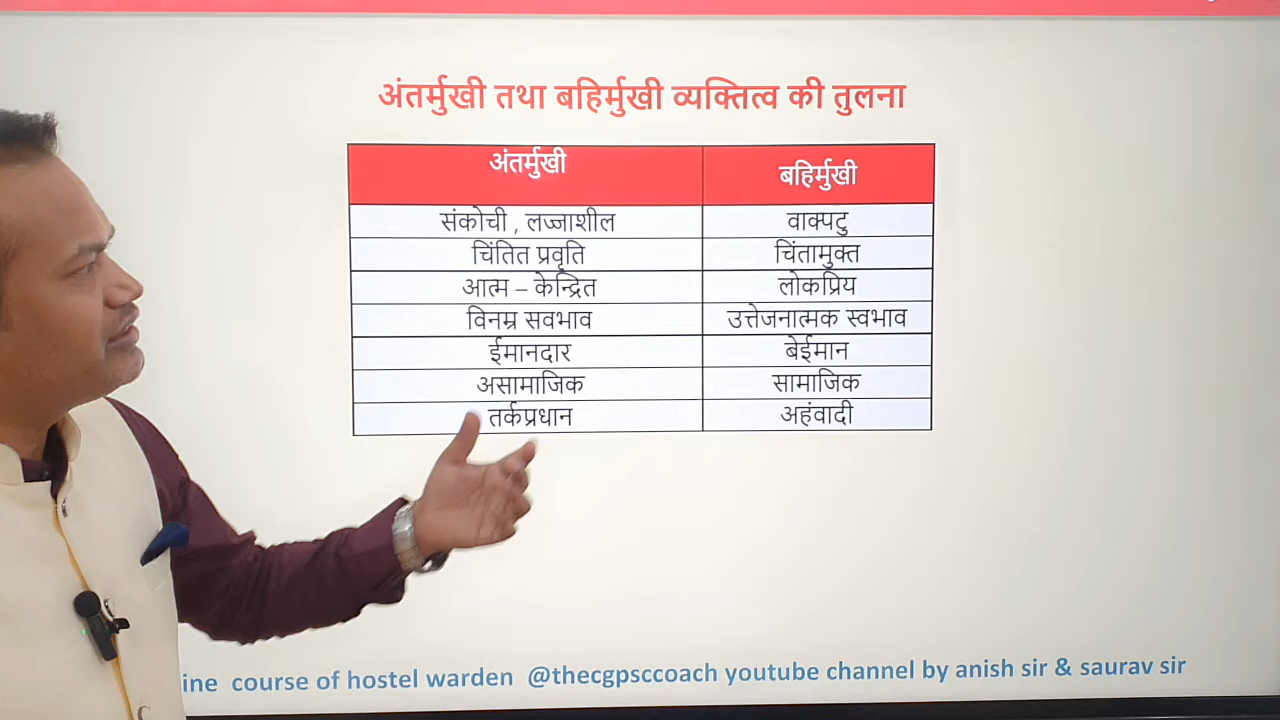 अंतर्मुखी तथा बहिर्मुखी व्यक्तित्व की तुलना
अंतर्मुखी बहिर्मुखी
संकोची , लज्जाशील वाक्पटु
चिंतित प्रवृति चिंतामुक्त
आत्म – केन्द्रित लोकप्रिय
विनम्र सवभाव उत्तेजनात्मक स्वभाव
ईमानदार बेईमान
असामाजिक सामाजिक
तर्कप्रधान अहंवादी
course of hostel warden @thecgpsccoach youtube channel by anish sir & saurav sir